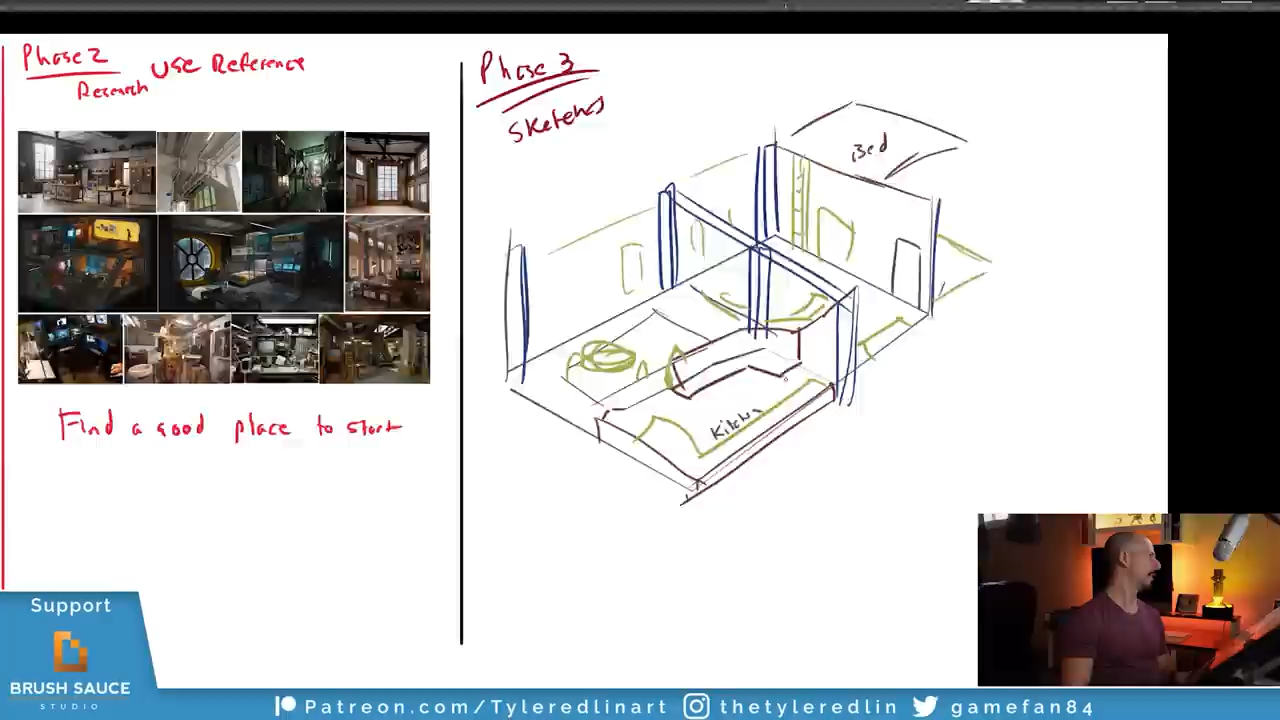 Phase 2
Use Reference
Research
Find a good place to start
Phase 3
Sketches
Bed
Kitchen
Support
BRUSH SAUCE
STUDIO
Patreon.com/Tyleredlinart
thetyleredlin
gamefan84